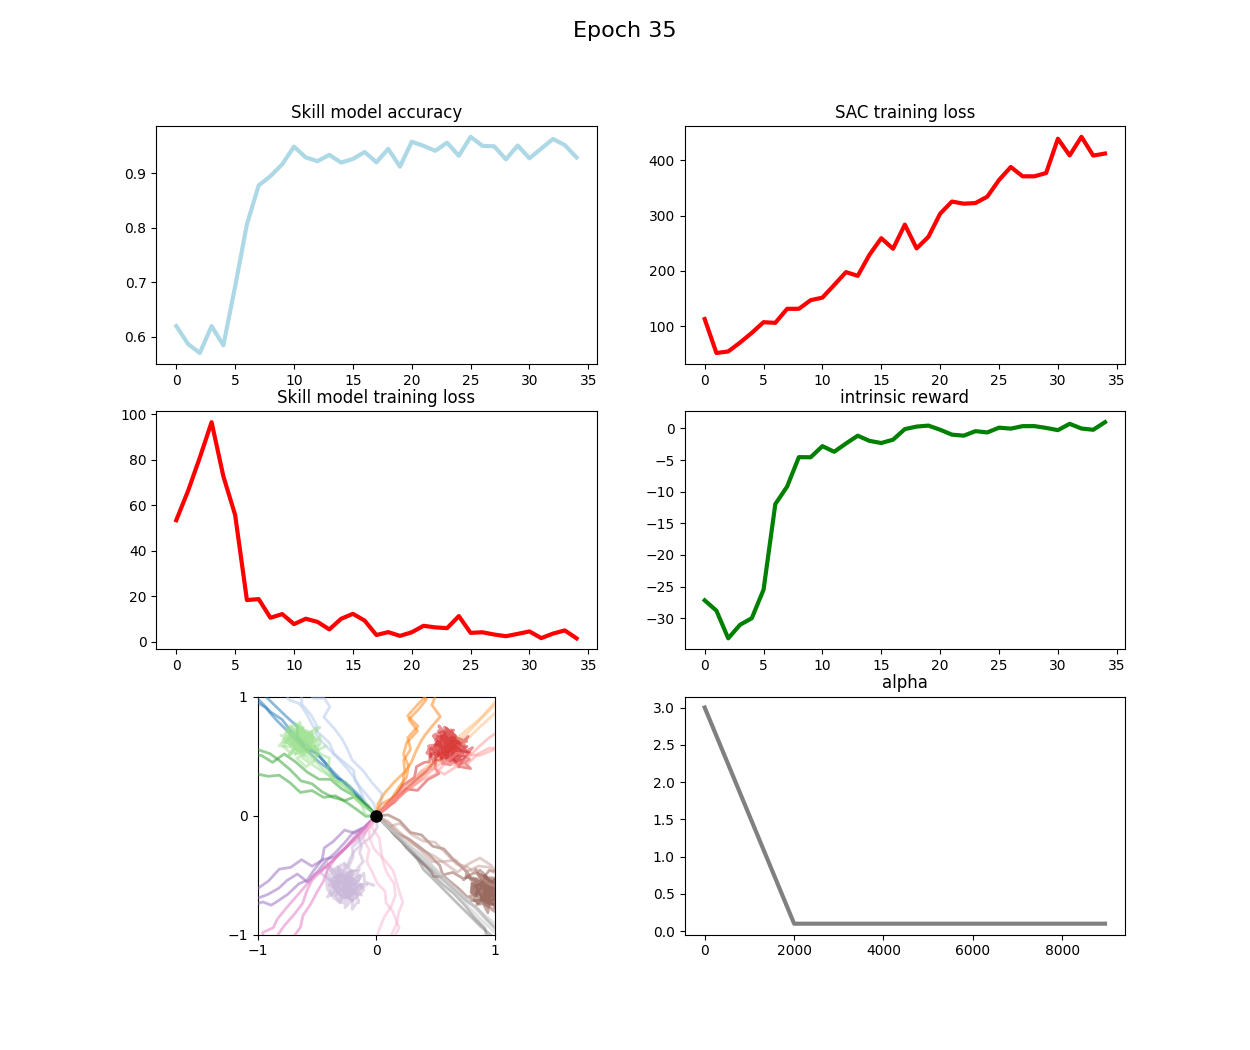 Epoch 35
Skill model accuracy
0.9
0.8
0.7
0.6
0 5 10 15 20 25 30 35
SAC training loss
400
300
200
100
0 5 10 15 20 25 30 35
Skill model training loss
100
80
60
40
20
0
0 5 10 15 20 25 30 35
intrinsic reward
0
−5
−10
−15
−20
−25
−30
0 5 10 15 20 25 30 35
1
0
−1
−1 0 1
alpha
3.0
2.5
2.0
1.5
1.0
0.5
0.0
0 2000 4000 6000 8000